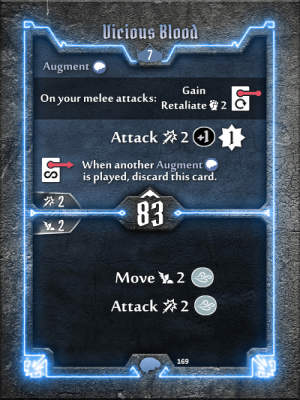 Vicious Blood
7
Augment
On your melee attacks:
Gain
Retaliate 2
Attack 2 +1 1
When another Augment
is played, discard this card.
2
83
2
Move 2
Attack 2
169